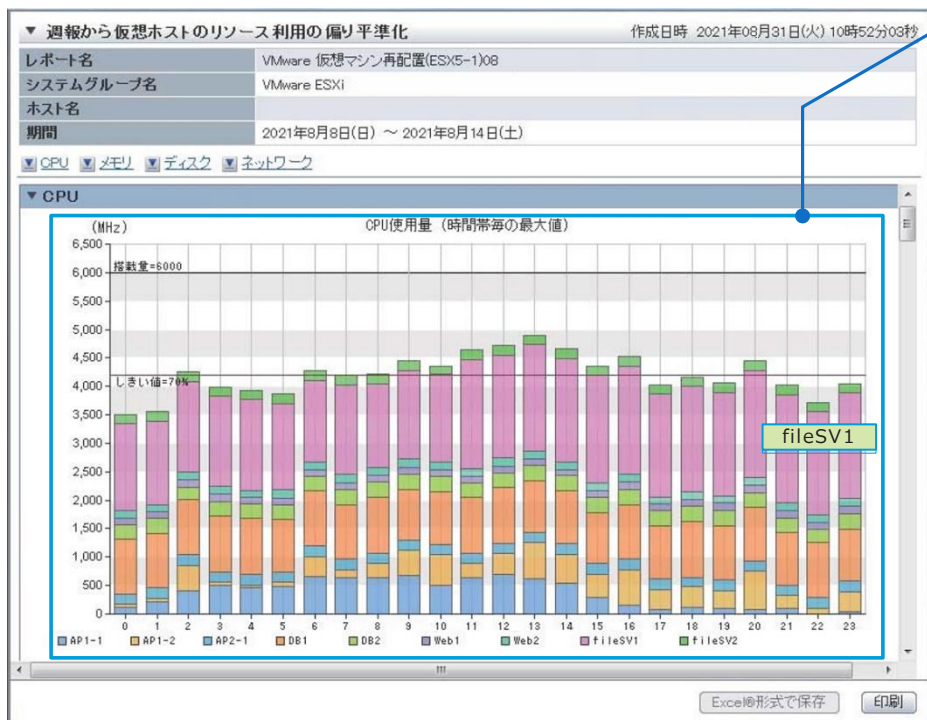 ▼ 週報から仮想ホストのリソース利用の偏り平準化 作成日時 2021年08月31日(火) 10時52分03秒
レポート名 VMware 仮想マシン再配置(ESX5-1)08
システムグループ名 VMware ESXi
ホスト名
期間 2021年8月8日(日) ～ 2021年8月14日(土)
CPU メモリ ディスク ネットワーク
▼ CPU
(MHz) CPU使用量 (時間帯毎の最大値)
6,500
6,000 搭載量=6000
5,500
5,000
4,500
4,000 しきい値=70%
3,500
3,000
fileSV1
2,500
2,000
1,500
1,000
500
0
0 1 2 3 4 5 6 7 8 9 10 11 12 13 14 15 16 17 18 19 20 21 22 23
AP1-1 AP1-2 AP2-1 DB1 DB2 Web1 Web2 fileSV1 fileSV2
Excel®形式で保存 印刷